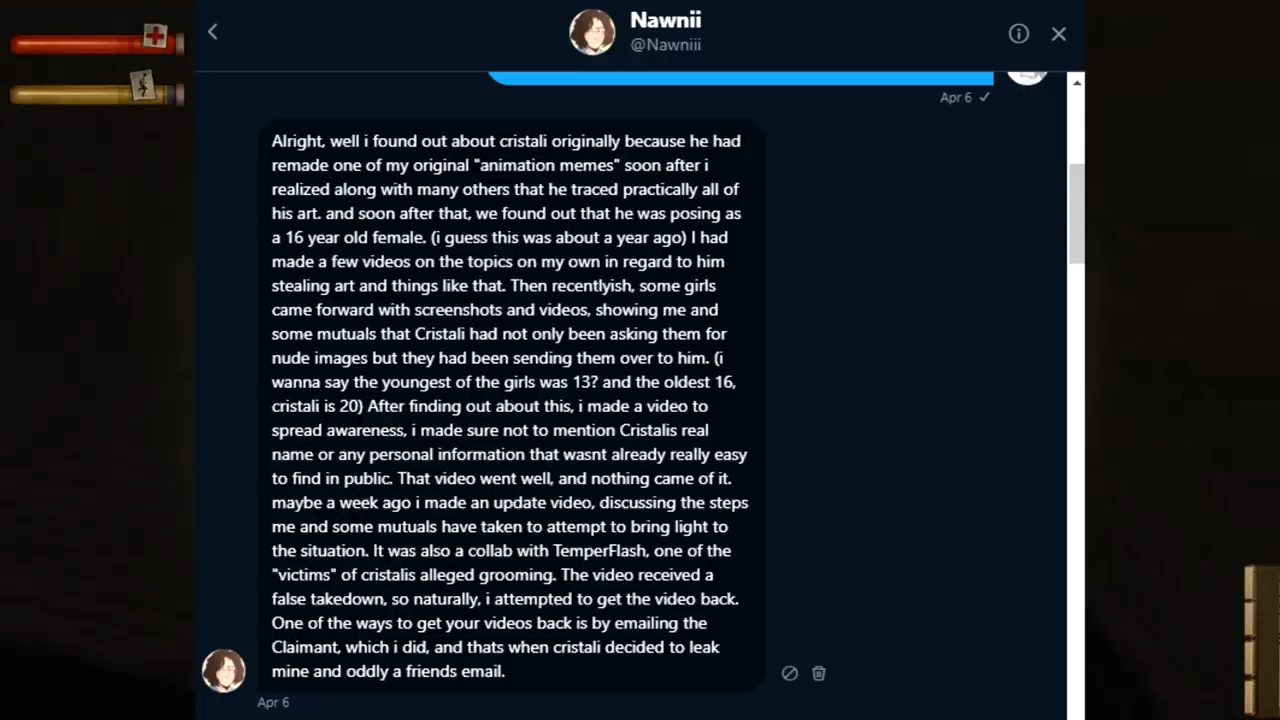 Nawnii
@Nawniii
Apr 6
Alright, well i found out about cristali originally because he had
remade one of my original "animation memes" soon after i
realized along with many others that he traced practically all of
his art. and soon after that, we found out that he was posing as
a 16 year old female. (i guess this was about a year ago) I had
made a few videos on the topics on my own in regard to him
stealing art and things like that. Then recentlyish, some girls
came forward with screenshots and videos, showing me and
some mutuals that Cristali had not only been asking them for
nude images but they had been sending them over to him. (i
wanna say the youngest of the girls was 13? and the oldest 16,
cristali is 20) After finding out about this, i made a video to
spread awareness, i made sure not to mention Cristalis real
name or any personal information that wasnt already really easy
to find in public. That video went well, and nothing came of it.
maybe a week ago i made an update video, discussing the steps
me and some mutuals have taken to attempt to bring light to
the situation. It was also a collab with TemperFlash, one of the
"victims" of cristalis alleged grooming. The video received a
false takedown, so naturally, i attempted to get the video back.
One of the ways to get your videos back is by emailing the
Claimant, which i did, and thats when cristali decided to leak
mine and oddly a friends email.
Apr 6